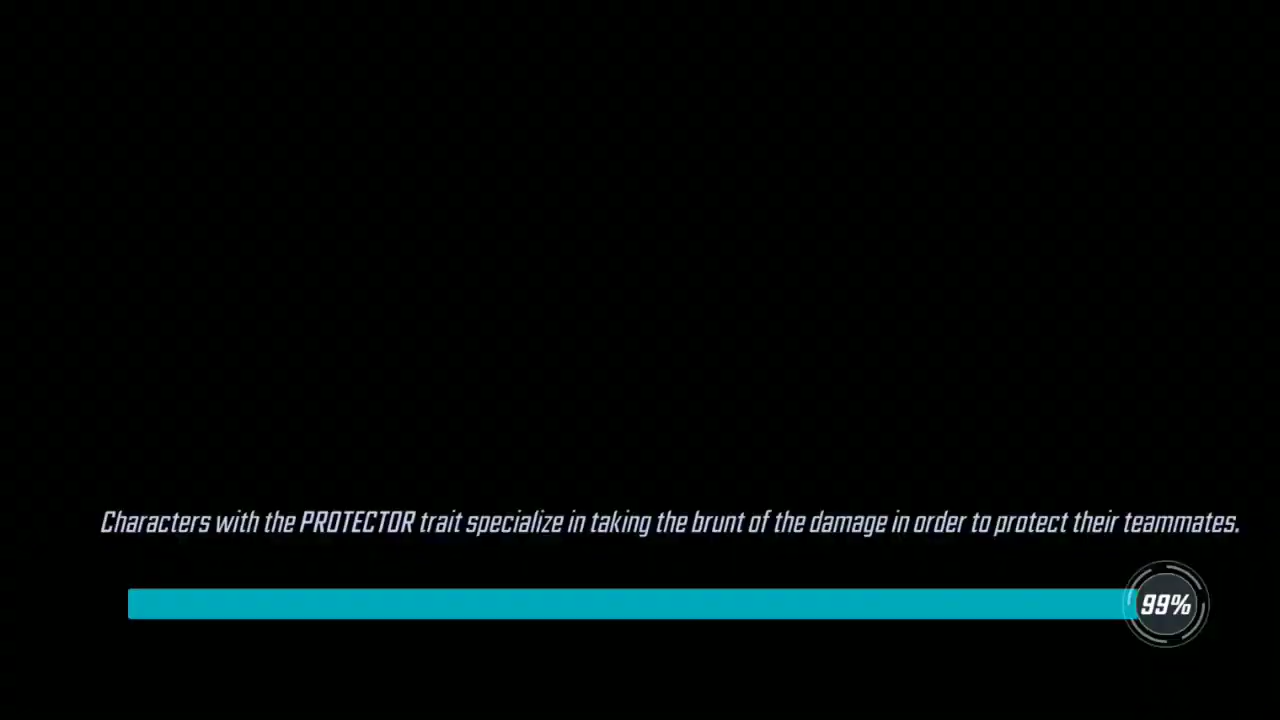 Characters with the PROTECTOR trait specialize in taking the brunt of the damage in order to protect their teammates.
99%